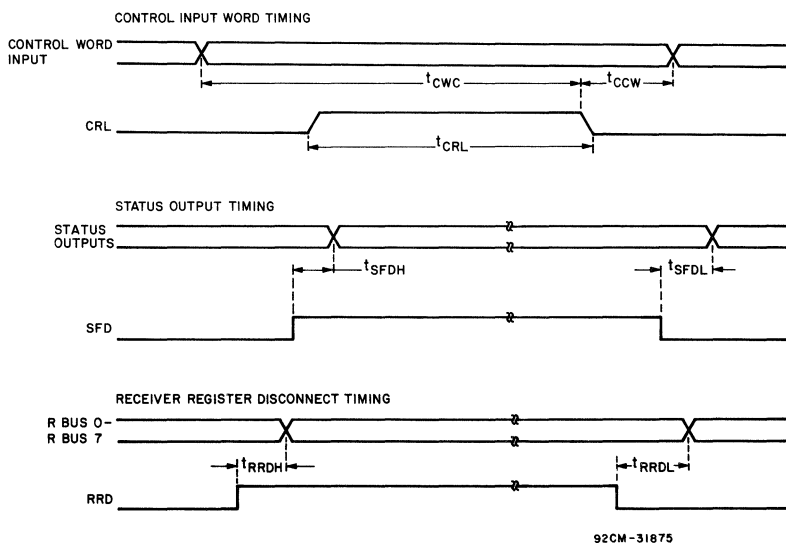 CONTROL INPUT WORD TIMING
CONTROL WORD
INPUT
tCWC
tCCW
CRL
tCRL
STATUS OUTPUT TIMING
STATUS
OUTPUTS
tSFDH
tSFDL
SFD
RECEIVER REGISTER DISCONNECT TIMING
R BUS 0-
R BUS 7
tRRDH
tRRDL
RRD
92CM-31875